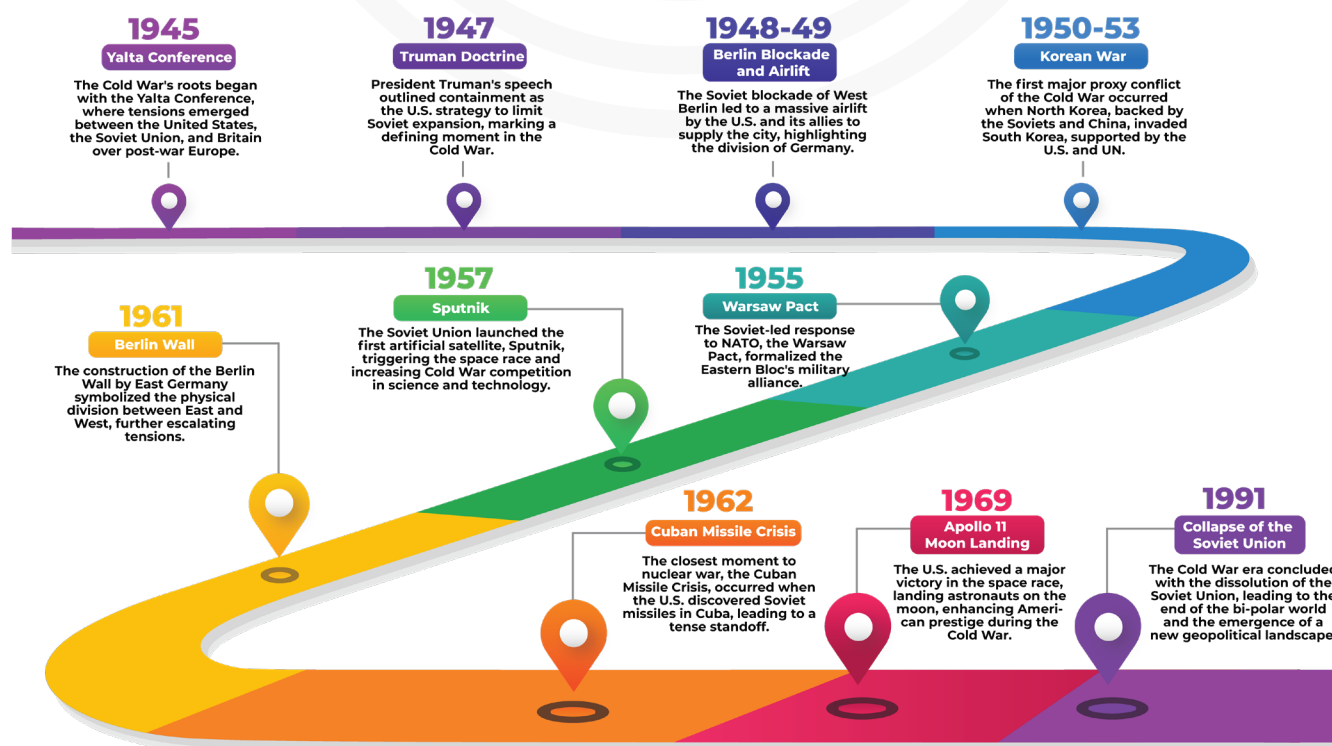 1945
Yalta Conference
The Cold War's roots began
with the Yalta Conference,
where tensions emerged
between the United States,
the Soviet Union, and Britain
over post-war Europe.
1947
Truman Doctrine
President Truman's speech
outlined containment as
the U.S. strategy to limit
Soviet expansion, marking a
defining moment in the
Cold War.
1948-49
Berlin Blockade
and Airlift
The Soviet blockade of West
Berlin led to a massive airlift
by the U.S. and its allies to
supply the city, highlighting
the division of Germany.
1950-53
Korean War
The first major proxy conflict
of the Cold War occurred
when North Korea, backed by
the Soviets and China, invaded
South Korea, supported by the
U.S. and UN.
1955
Warsaw Pact
The Soviet-led response
to NATO, the Warsaw
Pact, formalized the
Eastern Bloc's military
alliance.
1957
Sputnik
The Soviet Union launched the
first artificial satellite, Sputnik,
triggering the space race and
increasing Cold War competition
in science and technology.
1961
Berlin Wall
The construction of the Berlin
Wall by East Germany
symbolized the physical
division between East and
West, further escalating
tensions.
1962
Cuban Missile Crisis
The closest moment to
nuclear war, the Cuban
Missile Crisis, occurred when
the U.S. discovered Soviet
missiles in Cuba, leading to a
tense standoff.
1969
Apollo 11
Moon Landing
The U.S. achieved a major
victory in the space race,
landing astronauts on the
moon, enhancing Ameri-
can prestige during the
Cold War.
1991
Collapse of the
Soviet Union
The Cold War era concluded
with the dissolution of the
Soviet Union, leading to the
end of the bi-polar world
and the emergence of a
new geopolitical landscape